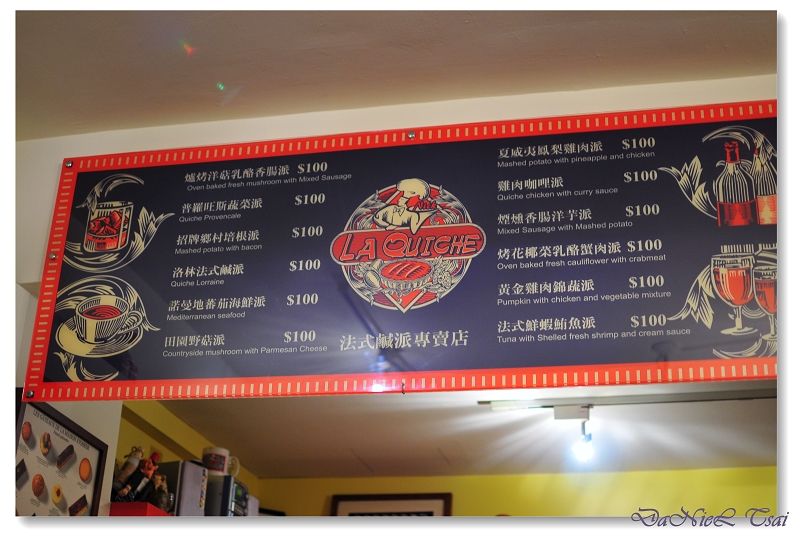 爐烤洋菇乳酪香腸派 $100
Oven baked fresh mushroom with Mixed Sausage
普羅旺斯蔬菜派 $100
Quiche Provencale
招牌鄉村培根派 $100
Mashed potato with bacon
洛林法式鹹派 $100
Quiche Lorraine
諾曼地蕃茄海鮮派 $100
Mediterranean seafood
田園野菇派 $100
Countryside mushroom with Parmesan Cheese
LA QUICHE
法式鹹派專賣店
夏威夷鳳梨雞肉派 $100
Mashed potato with pineapple and chicken
雞肉咖哩派 $100
Quiche chicken with curry sauce
煙燻香腸洋芋派 $100
Mixed Sausage with Mashed potato
烤花椰菜乳酪蟹肉派 $100
Oven baked fresh cauliflower with crabmeat
黃金雞肉錦蔬派 $100
Pumpkin with chicken and vegetable mixture
法式鮮蝦鮪魚派 $100
Tuna with Shelled fresh shrimp and cream sauce
DaNieL Tsai